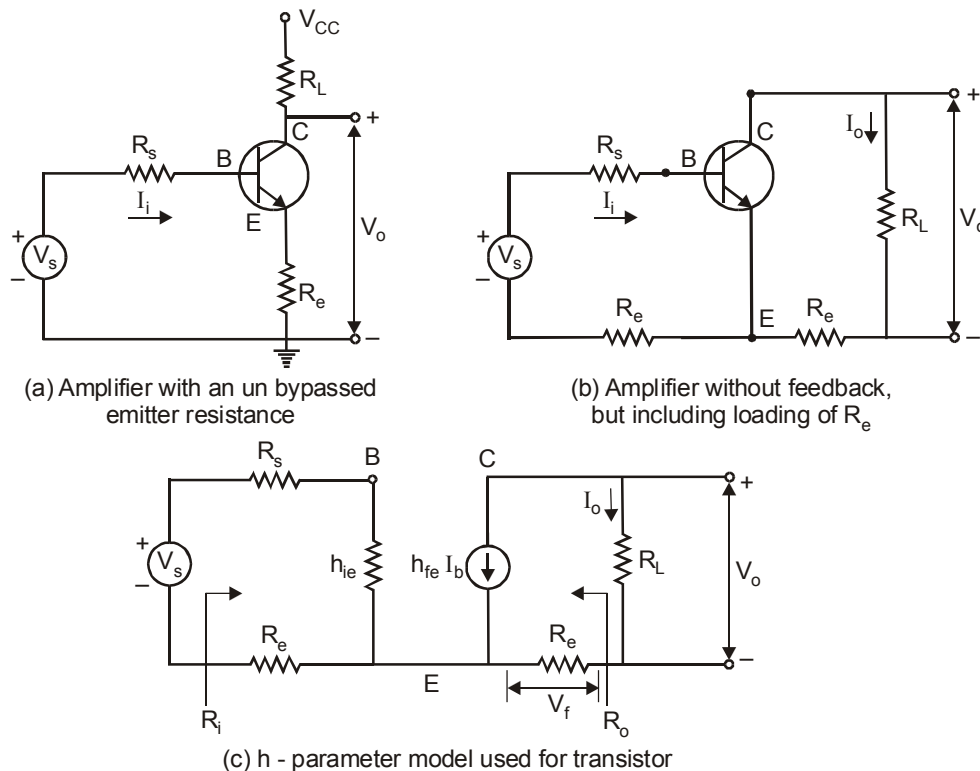 V_CC
R_L
C
+
R_s
B
I_i
E
V_o
+
V_s
−
R_e
−
(a) Amplifier with an un bypassed
emitter resistance
+
C
I_o
R_s
B
I_i
R_L
V_o
+
V_s
−
R_e
E
R_e
−
(b) Amplifier without feedback,
but including loading of R_e
R_s
B
C
+
I_o
+
V_s
−
h_ie
h_fe I_b
R_L
V_o
R_e
R_e
−
E
V_f
R_i
R_o
(c) h - parameter model used for transistor